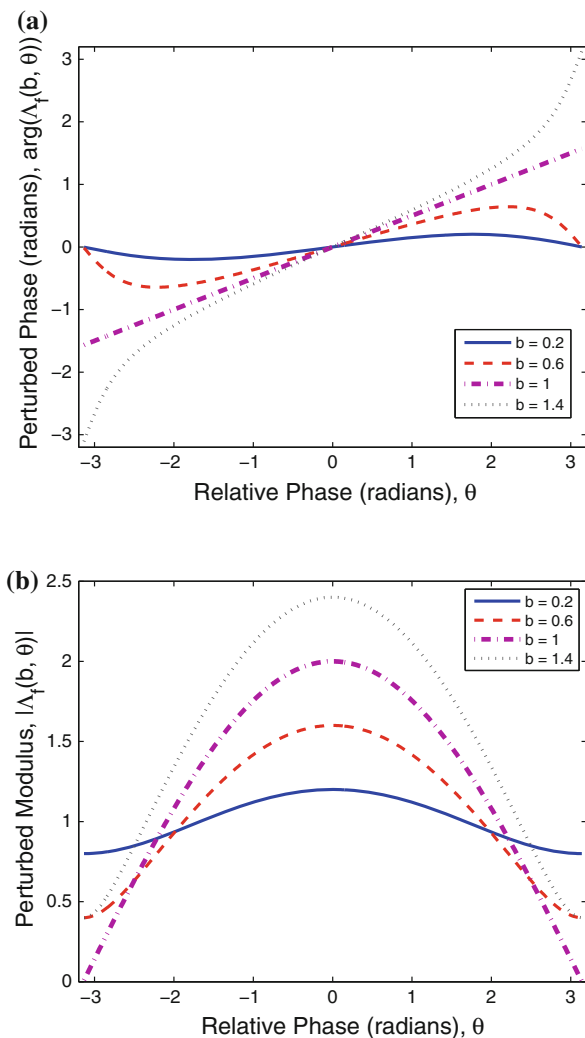 (a)
3
2
1
0
−1
−2
−3
Perturbed Phase (radians), arg(Λf(b, θ))
b = 0.2
b = 0.6
b = 1
b = 1.4
−3 −2 −1 0 1 2 3
Relative Phase (radians), θ
(b)
2.5
2
1.5
1
0.5
0
Perturbed Modulus, |Λf(b, θ)|
b = 0.2
b = 0.6
b = 1
b = 1.4
−3 −2 −1 0 1 2 3
Relative Phase (radians), θ